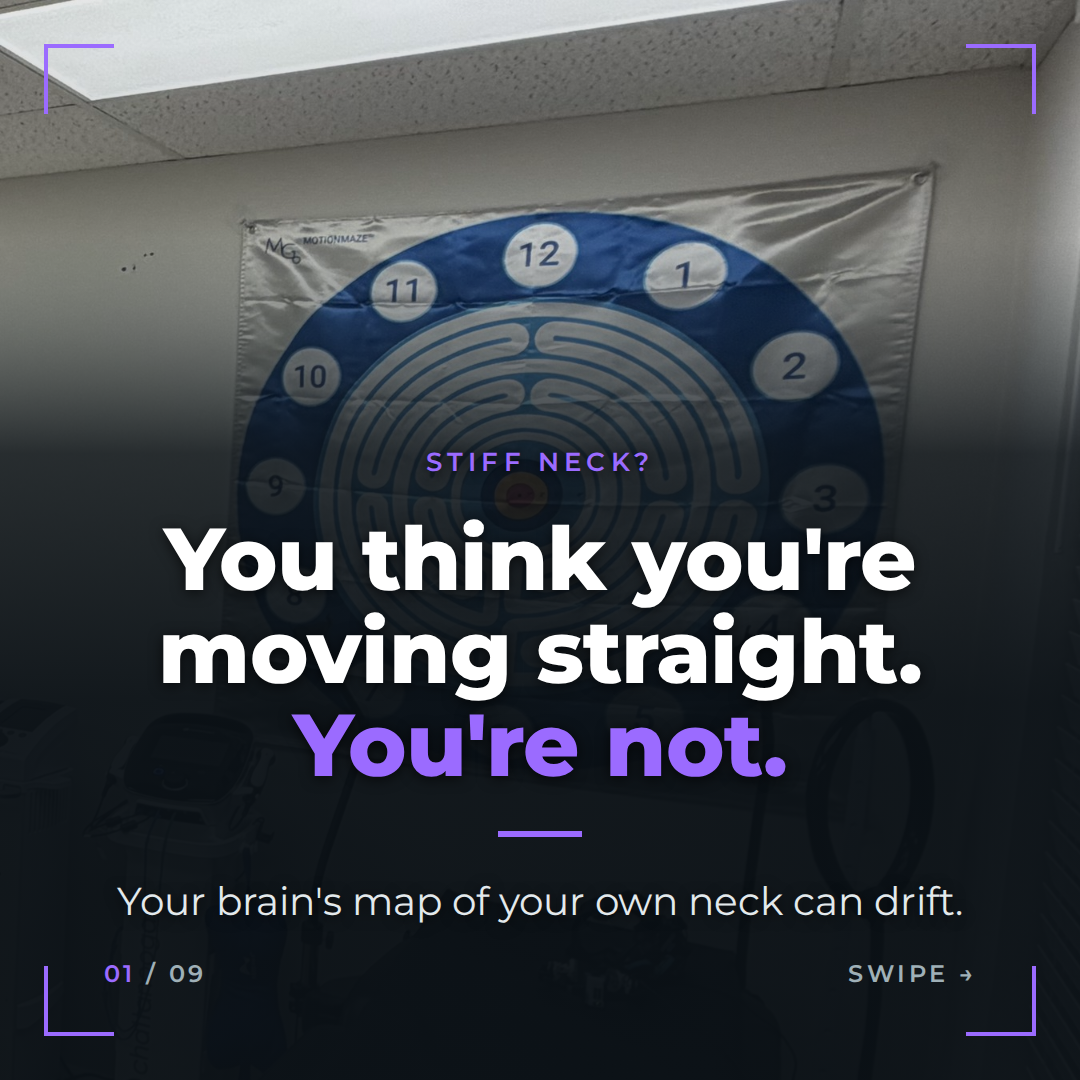 MOTIONMAZE™
12
11
1
10
2
9
3
STIFF NECK?
You think you're
moving straight.
You're not.
Your brain's map of your own neck can drift.
01 / 09
SWIPE →